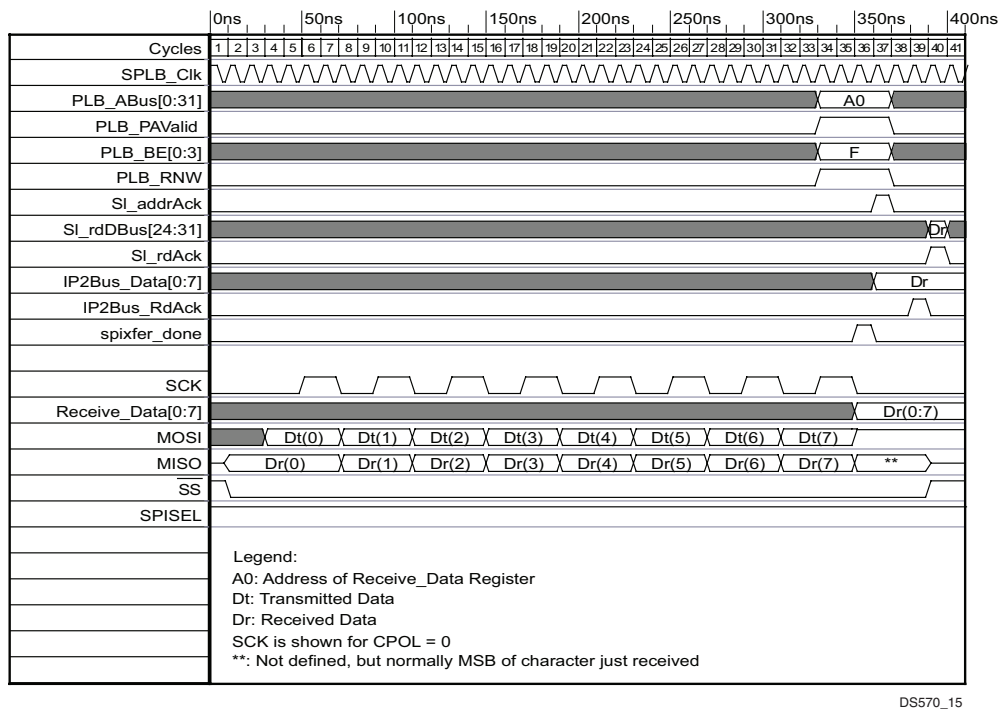 0ns 50ns 100ns 150ns 200ns 250ns 300ns 350ns 400ns
Cycles 1 2 3 4 5 6 7 8 9 10 11 12 13 14 15 16 17 18 19 20 21 22 23 24 25 26 27 28 29 30 31 32 33 34 35 36 37 38 39 40 41
SPLB_Clk
PLB_ABus[0:31] A0
PLB_PAValid
PLB_BE[0:3] F
PLB_RNW
Sl_addrAck
Sl_rdDBus[24:31] Dr
Sl_rdAck
IP2Bus_Data[0:7] Dr
IP2Bus_RdAck
spixfer_done
SCK
Receive_Data[0:7] Dr(0:7)
MOSI Dt(0) Dt(1) Dt(2) Dt(3) Dt(4) Dt(5) Dt(6) Dt(7)
MISO Dr(0) Dr(1) Dr(2) Dr(3) Dr(4) Dr(5) Dr(6) Dr(7) **
SS
SPISEL
Legend:
A0: Address of Receive_Data Register
Dt: Transmitted Data
Dr: Received Data
SCK is shown for CPOL = 0
**: Not defined, but normally MSB of character just received
DS570_15